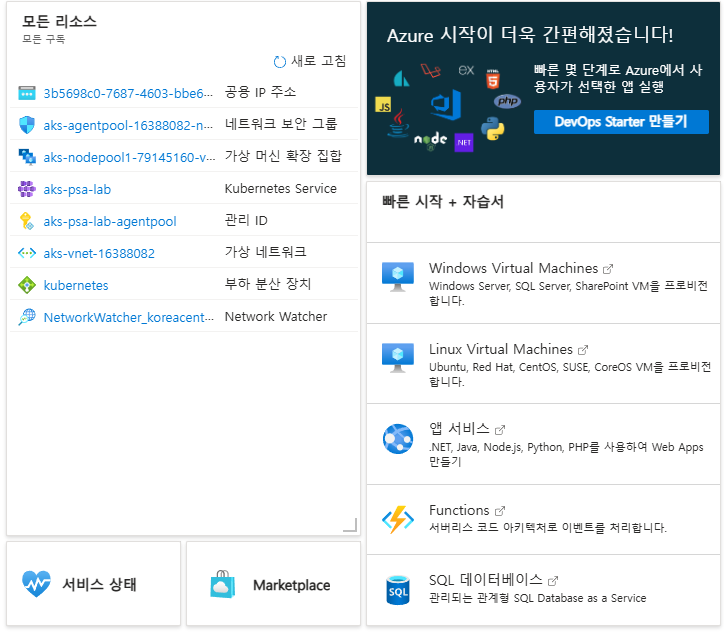 모든 리소스
모든 구독
새로 고침
3b5698c0-7687-4603-bbe6... 공용 IP 주소
aks-agentpool-16388082-n... 네트워크 보안 그룹
aks-nodepool1-79145160-v... 가상 머신 확장 집합
aks-psa-lab Kubernetes Service
aks-psa-lab-agentpool 관리 ID
aks-vnet-16388082 가상 네트워크
kubernetes 부하 분산 장치
NetworkWatcher_koreacent... Network Watcher
서비스 상태
Marketplace
Azure 시작이 더욱 간편해졌습니다!
EX
HTML
JS
php
node
.NET
빠른 몇 단계로 Azure에서 사
용자가 선택한 앱 실행
DevOps Starter 만들기
빠른 시작 + 자습서
Windows Virtual Machines
Windows Server, SQL Server, SharePoint VM을 프로비전
합니다.
Linux Virtual Machines
Ubuntu, Red Hat, CentOS, SUSE, CoreOS VM을 프로비전
합니다.
앱 서비스
.NET, Java, Node.js, Python, PHP를 사용하여 Web Apps
만들기
Functions
서버리스 코드 아키텍처로 이벤트를 처리합니다.
SQL
SQL 데이터베이스
관리되는 관계형 SQL Database as a Service